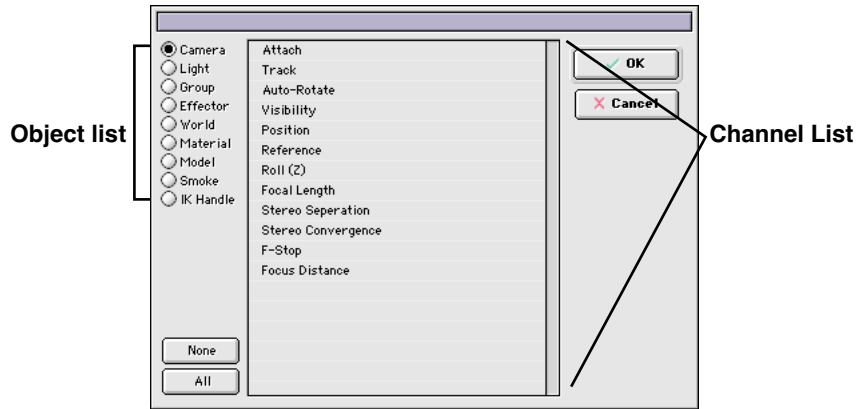 Object list
Camera
Light
Group
Effector
World
Material
Model
Smoke
IK Handle
None
All
Attach
Track
Auto-Rotate
Visibility
Position
Reference
Roll (Z)
Focal Length
Stereo Seperation
Stereo Convergence
F-Stop
Focus Distance
OK
Cancel
Channel List